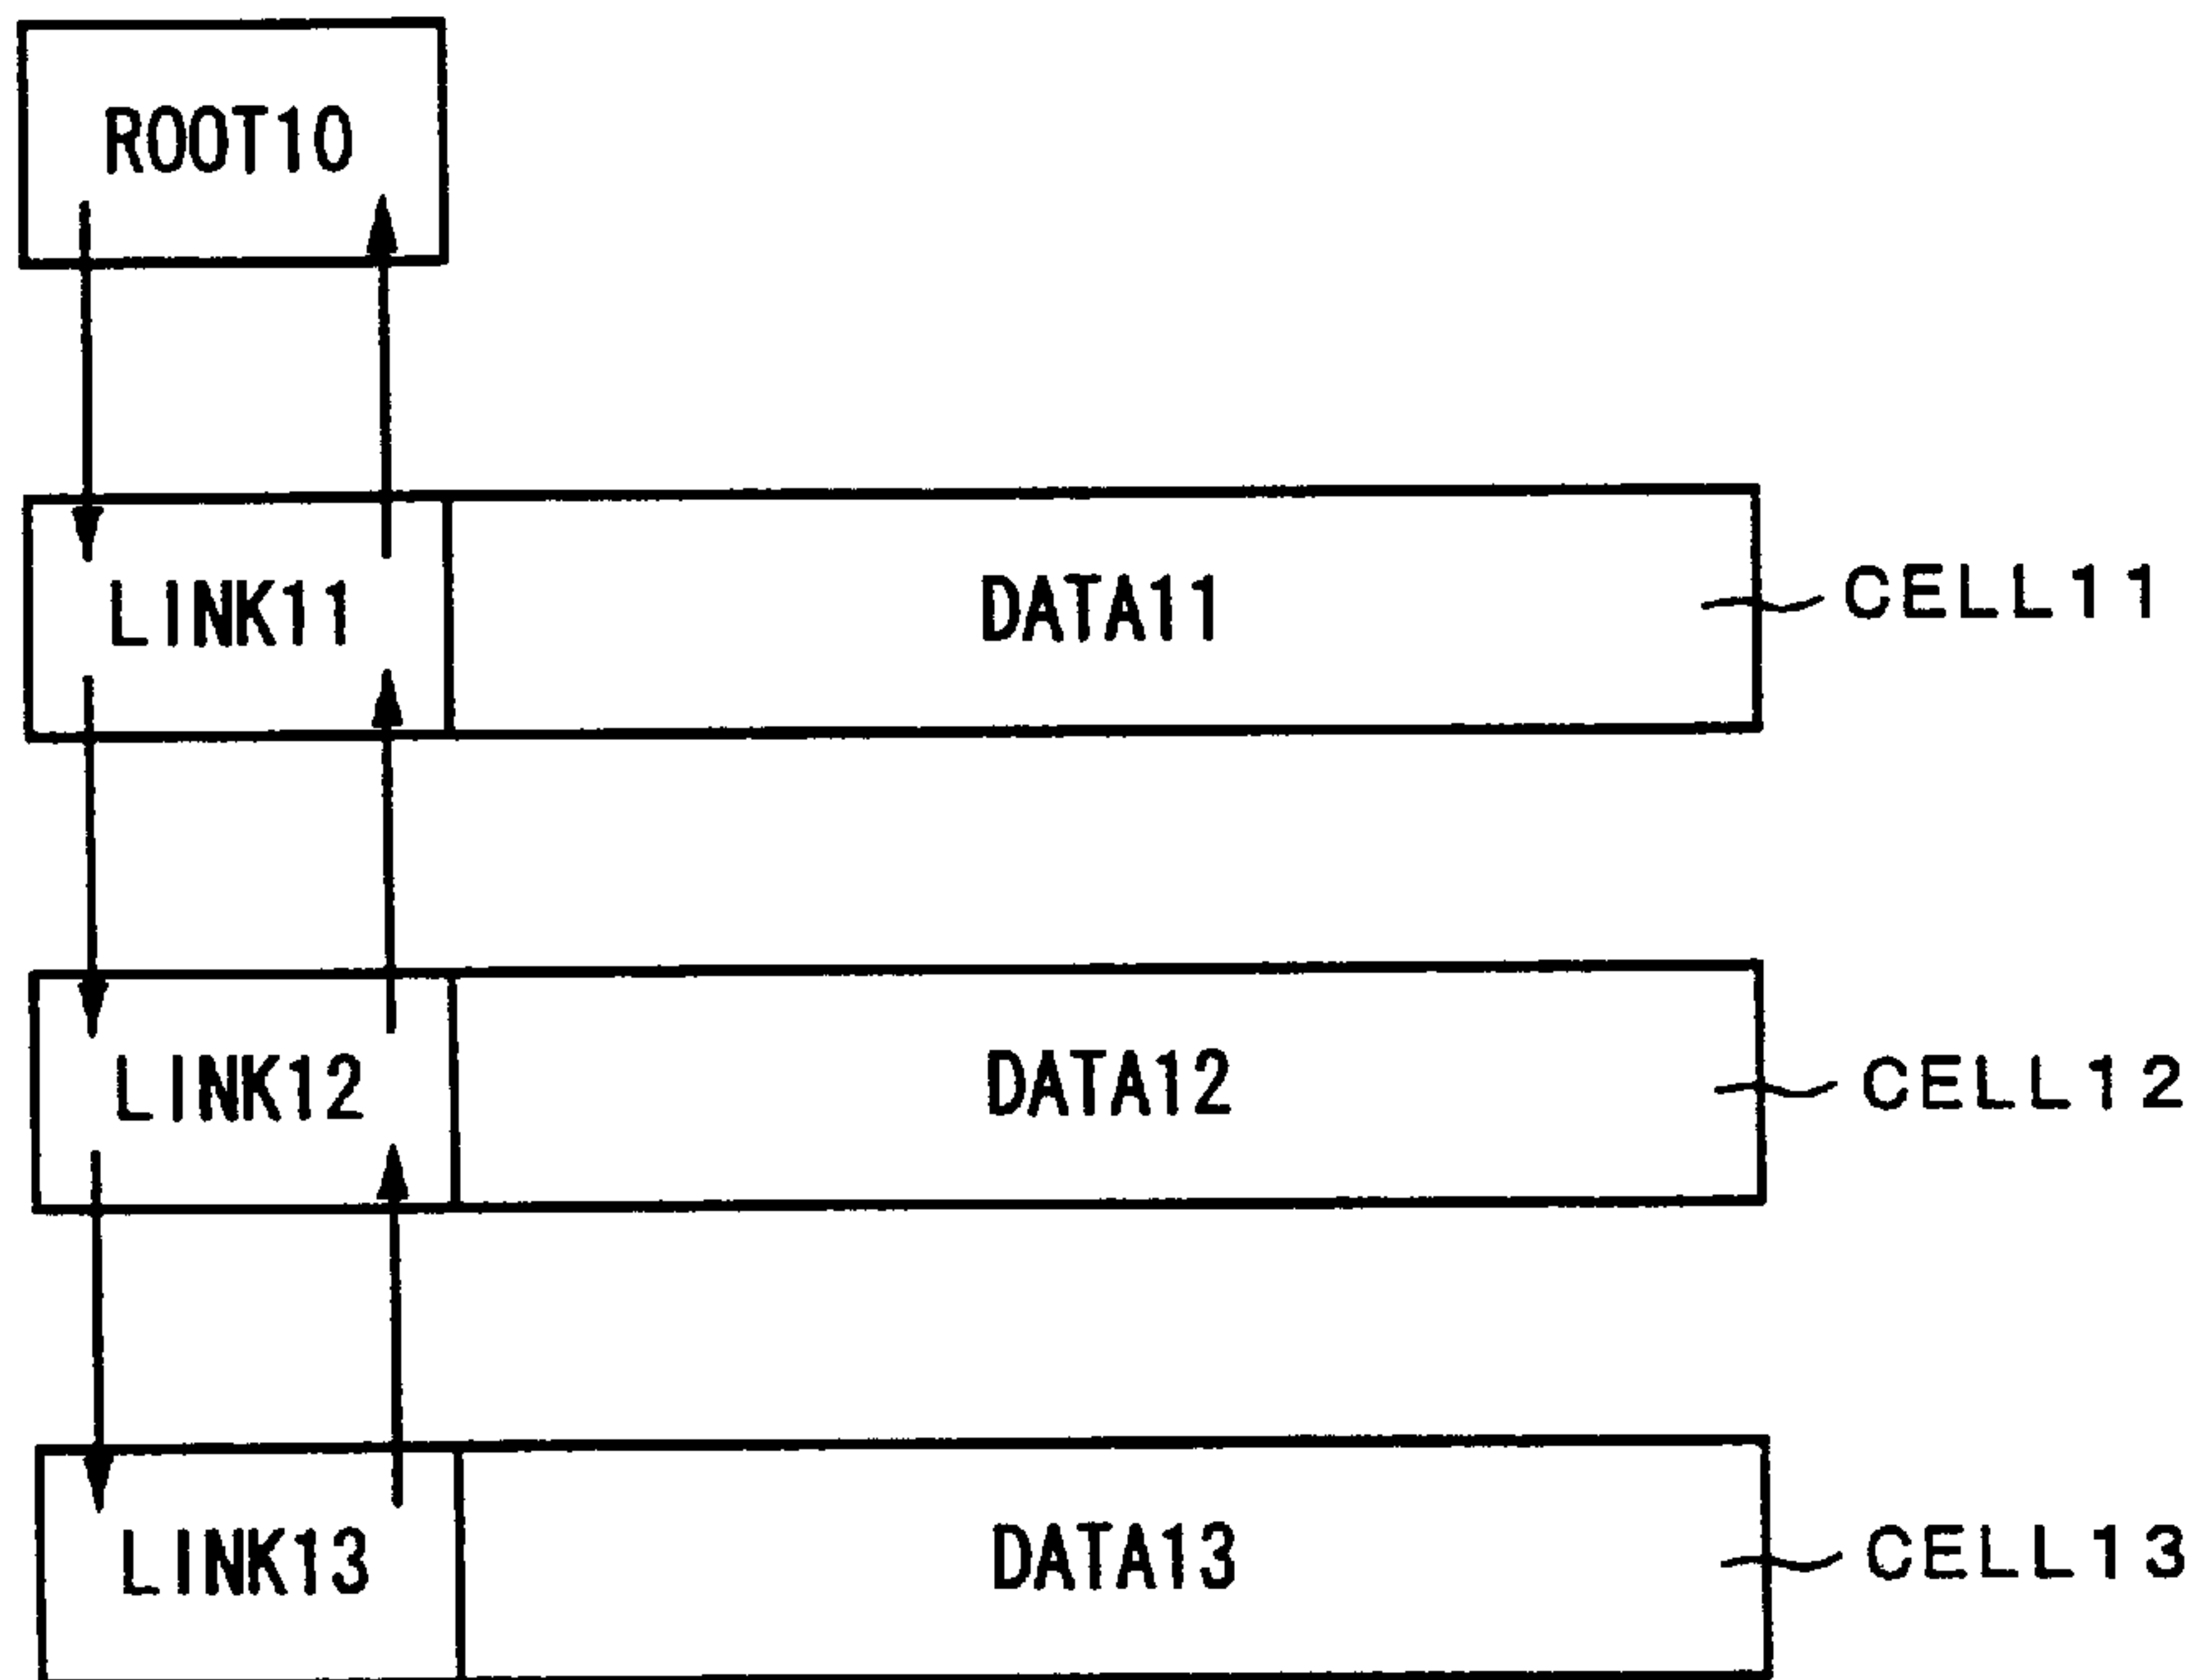 ROOT10
LINK11 DATA11 CELL11
LINK12 DATA12 CELL12
LINK13 DATA13 CELL13